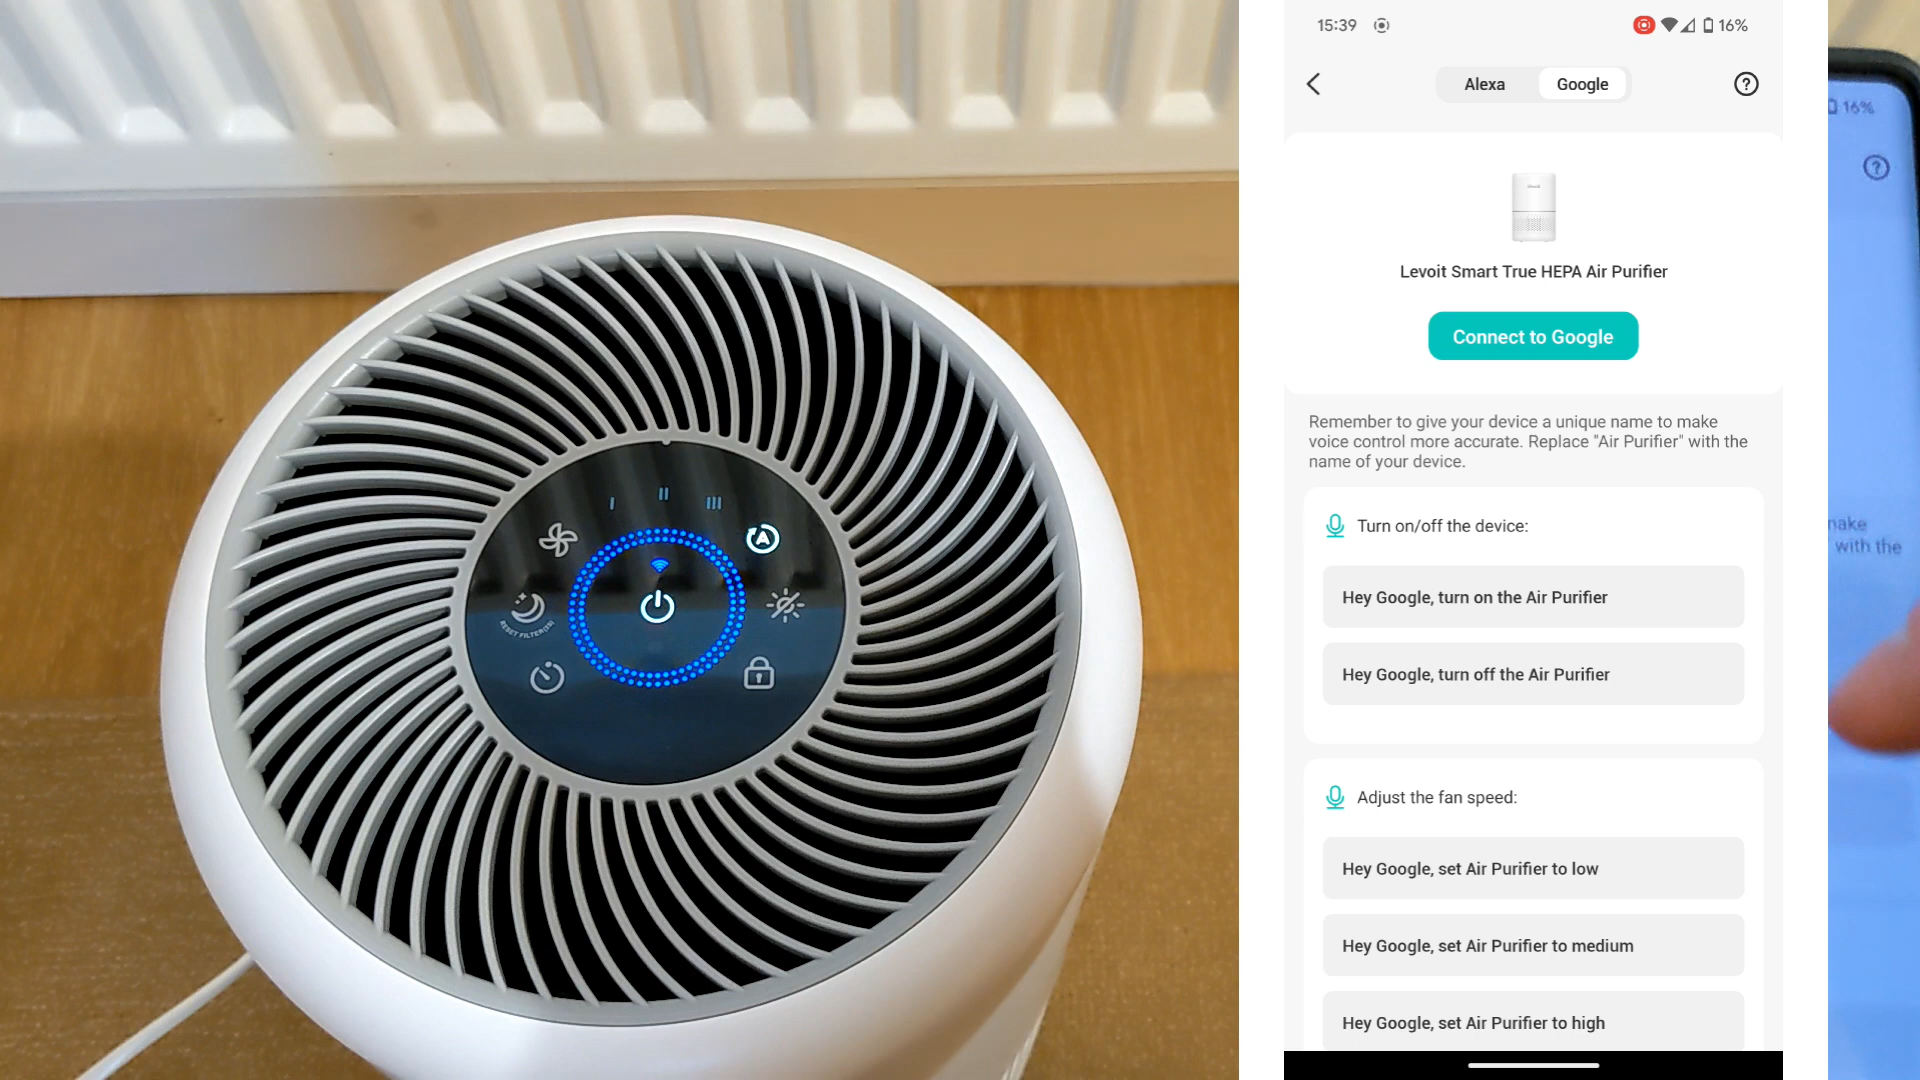 I
II
III
A
RESET FILTER(3S)
15:39
16%
Alexa
Google
?
Levoit Smart True HEPA Air Purifier
Connect to Google
Remember to give your device a unique name to make
voice control more accurate. Replace "Air Purifier" with the
name of your device.
Turn on/off the device:
Hey Google, turn on the Air Purifier
Hey Google, turn off the Air Purifier
Adjust the fan speed:
Hey Google, set Air Purifier to low
Hey Google, set Air Purifier to medium
Hey Google, set Air Purifier to high
16%
?
with the